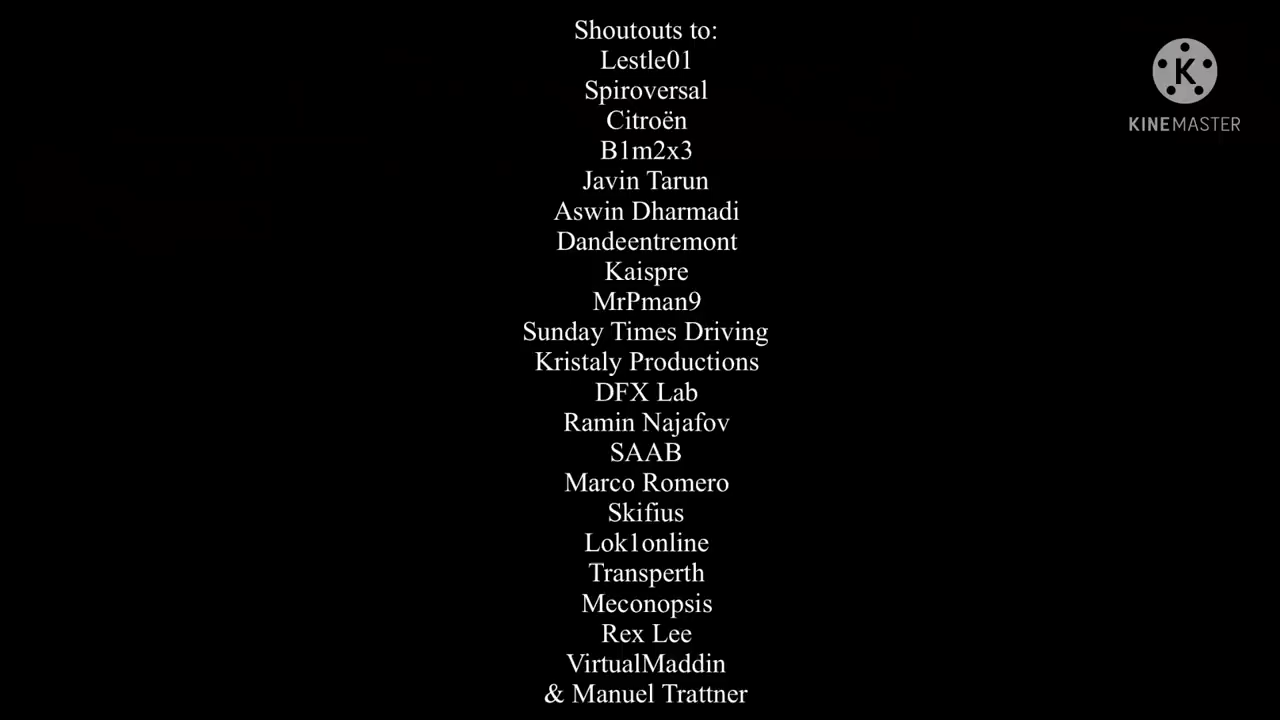 Shoutouts to:
Lestle01
Spiroversal
Citroën
B1m2x3
Javin Tarun
Aswin Dharmadi
Dandeentremont
Kaispre
MrPman9
Sunday Times Driving
Kristaly Productions
DFX Lab
Ramin Najafov
SAAB
Marco Romero
Skifius
Lok1online
Transperth
Meconopsis
Rex Lee
VirtualMaddin
& Manuel Trattner
K
KINEMASTER